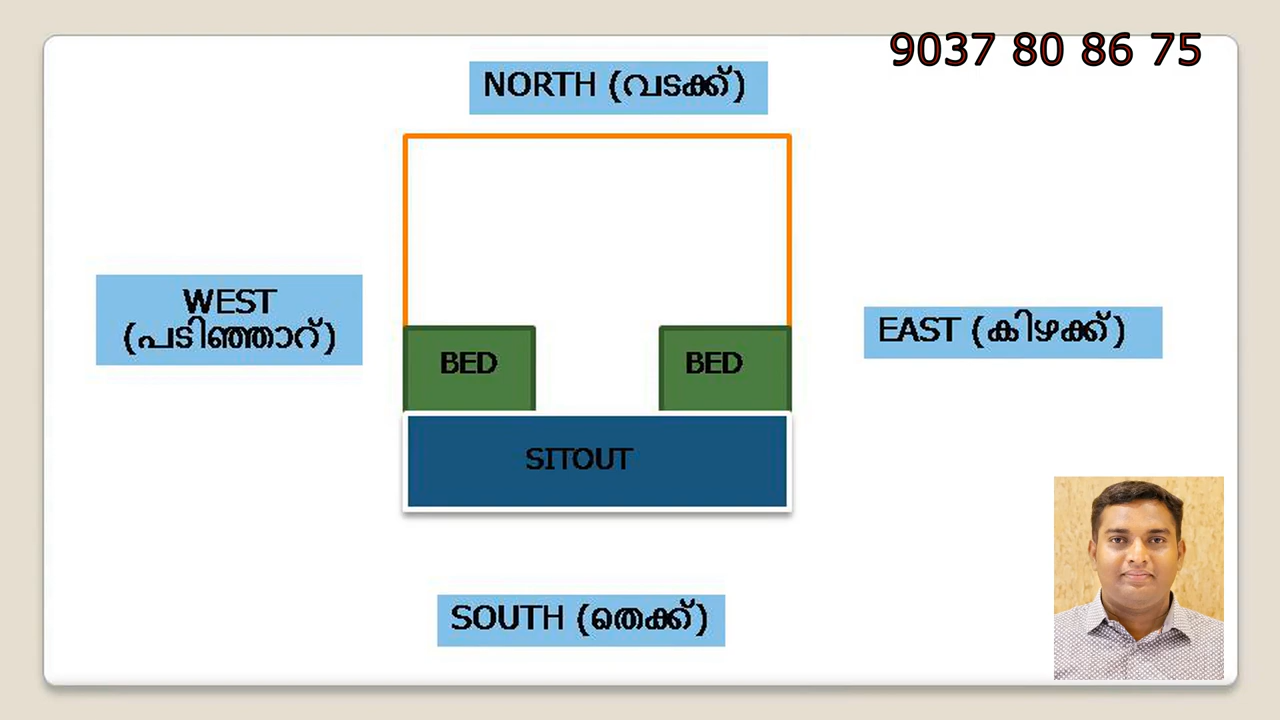 9037 80 86 75
NORTH (വടക്ക്)
WEST
(പടിഞ്ഞാറ്)
EAST (കിഴക്ക്)
BED
BED
SITOUT
SOUTH (തെക്ക്)